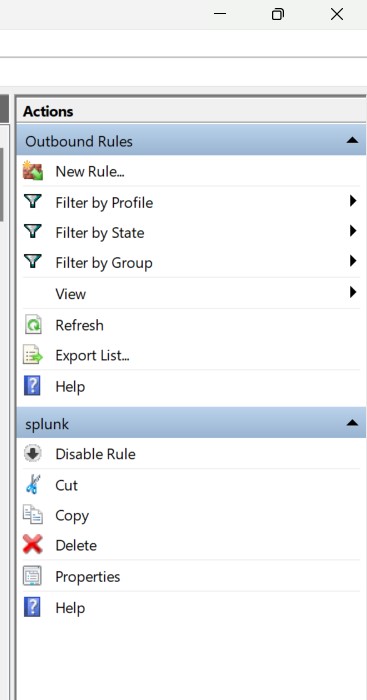 Actions
Outbound Rules
New Rule...
Filter by Profile
Filter by State
Filter by Group
View
Refresh
Export List...
Help
splunk
Disable Rule
Cut
Copy
Delete
Properties
Help